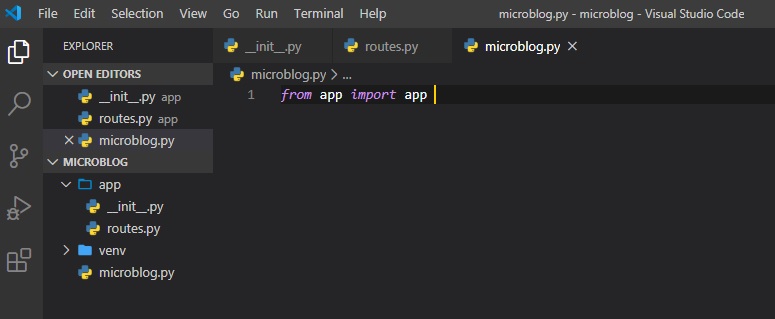 File Edit Selection View Go Run Terminal Help microblog.py - microblog - Visual Studio Code
EXPLORER
__init__.py routes.py microblog.py
OPEN EDITORS
microblog.py > ...
__init__.py app
1 from app import app
routes.py app
microblog.py
MICROBLOG
app
__init__.py
routes.py
venv
microblog.py